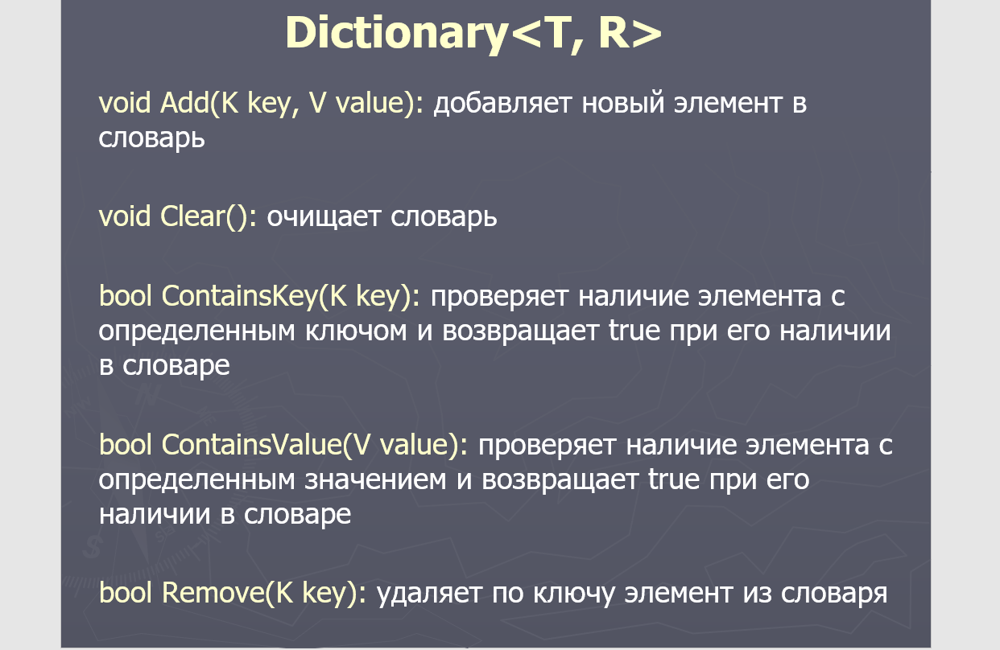 Dictionary<T, R>
void Add(K key, V value): добавляет новый элемент в
словарь
void Clear(): очищает словарь
bool ContainsKey(K key): проверяет наличие элемента с
определенным ключом и возвращает true при его наличии
в словаре
bool ContainsValue(V value): проверяет наличие элемента с
определенным значением и возвращает true при его
наличии в словаре
bool Remove(K key): удаляет по ключу элемент из словаря